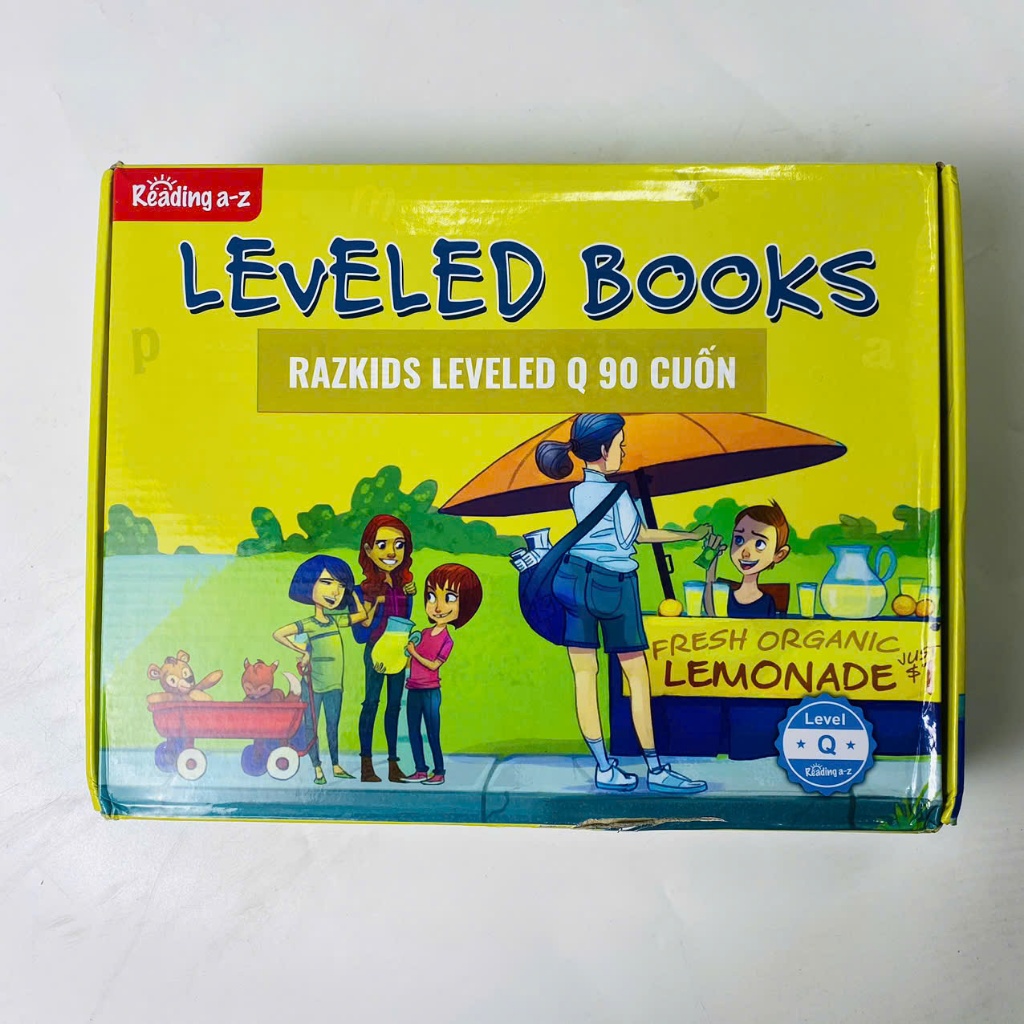 Reading a-z
LEVELED BOOKS
RAZKIDS LEVELED Q 90 CUỐN
FRESH ORGANIC
LEMONADE
Level
Q
Reading a-z